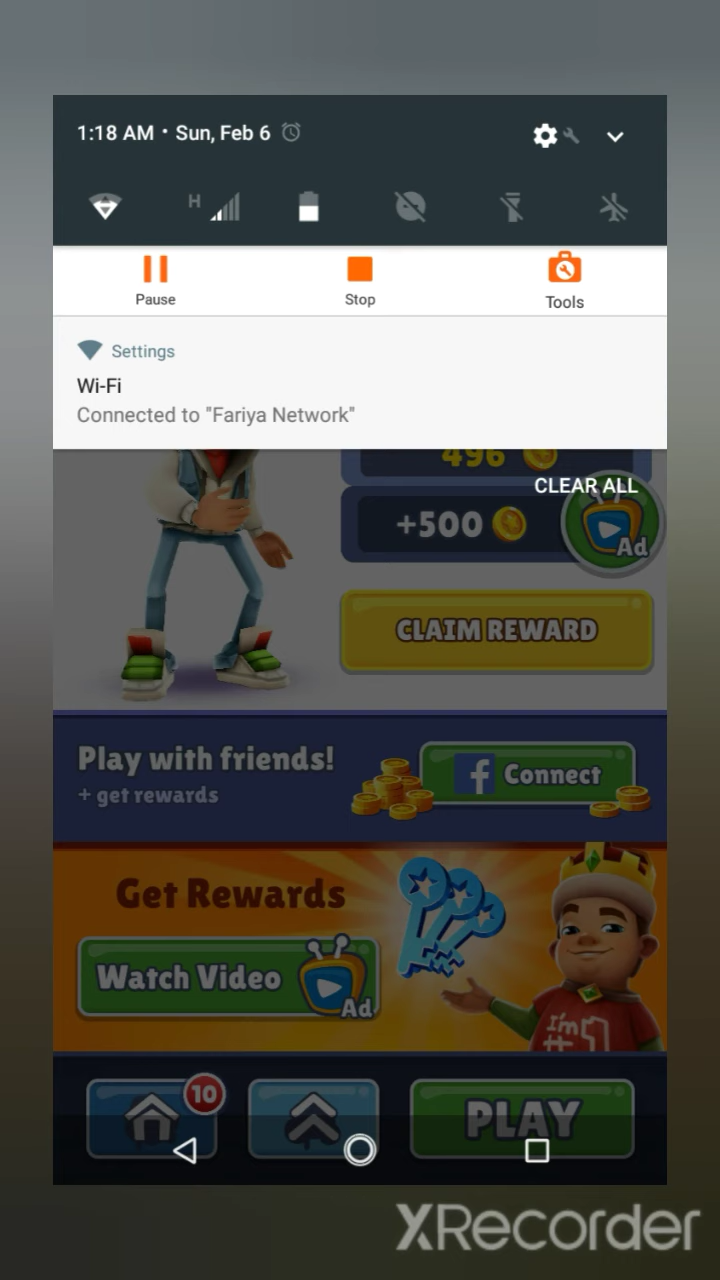 1:18 AM • Sun, Feb 6
H
Pause
Stop
Tools
Settings
Wi-Fi
Connected to "Fariya Network"
496
CLEAR ALL
+500
Ad
CLAIM REWARD
Play with friends!
+ get rewards
f Connect
Get Rewards
Watch Video
Ad
I'm
#1
10
PLAY
XRecorder